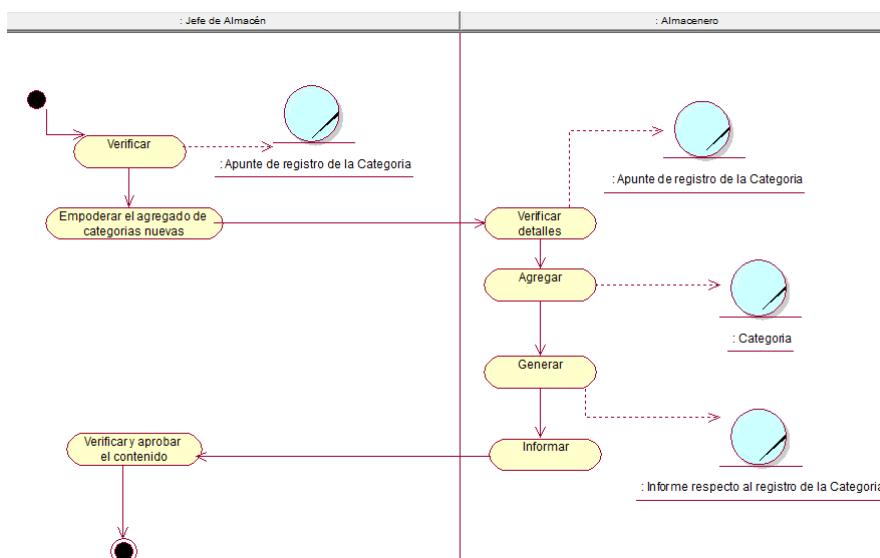 : Jefe de Almacén
: Almacenero
Verificar
: Apunte de registro de la Categoria
: Apunte de registro de la Categoria
Empoderar el agregado de
categorias nuevas
Verificar
detalles
Agregar
: Categoria
Generar
Verificar y aprobar
el contenido
Informar
: Informe respecto al registro de la Categoria